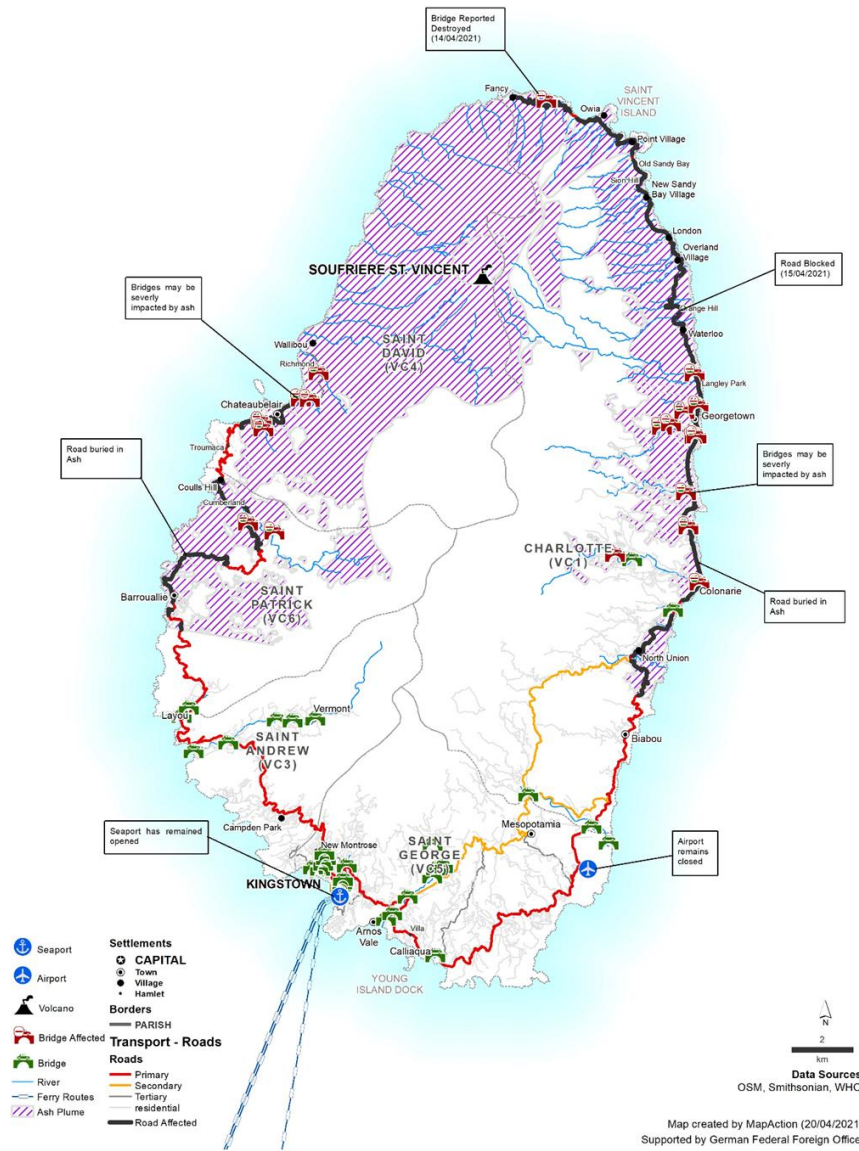 Bridge Reported
Destroyed
(14/04/2021)
Fancy
Owia
SAINT
VINCENT
ISLAND
Point Village
Old Sandy Bay
Sion Hill
New Sandy
Bay Village
London
Overland
Village
SOUFRIERE ST. VINCENT
Road Blocked
(15/04/2021)
Bridges may be
severly
impacted by ash
Orange Hill
Waterloo
Wallibou
Richmond
SAINT
DAVID
(VC4)
Langley Park
Chateaubelair
Georgetown
Troumaca
Road buried in
Ash
Bridges may be
severly
impacted by ash
Coulls Hill
Cumberland
CHARLOTTE
(VC1)
Barrouallie
SAINT
PATRICK
(VC6)
Colonarie
Road buried in
Ash
North Union
Layou
Vermont
SAINT
ANDREW
(VC3)
Biabou
Campden Park
Mesopotamia
Seaport has remained
opened
New Montrose
SAINT
GEORGE
(VC5)
Airport
remains
closed
KINGSTOWN
Arnos
Vale
Villa
Calliaqua
YOUNG
ISLAND DOCK
Seaport
Airport
Volcano
Bridge Affected
Bridge
River
Ferry Routes
Ash Plume
Settlements
CAPITAL
Town
Village
Hamlet
Borders
PARISH
Transport - Roads
Roads
Primary
Secondary
Tertiary
residential
Road Affected
N
2
km
Data Sources
OSM, Smithsonian, WHO
Map created by MapAction (20/04/2021
Supported by German Federal Foreign Office